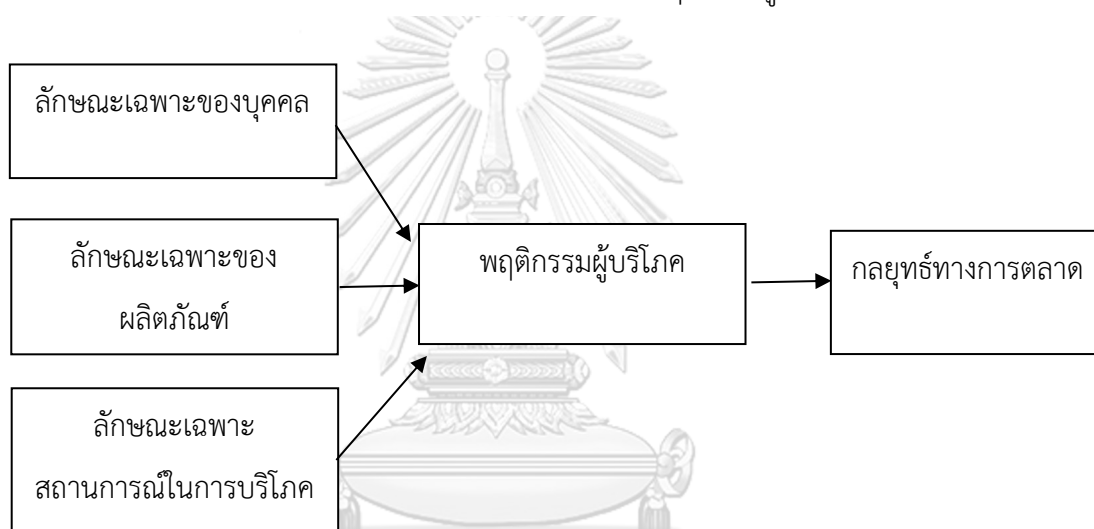 ลักษณะเฉพาะของบุคคล
ลักษณะเฉพาะของ
ผลิตภัณฑ์
ลักษณะเฉพาะ
สถานการณ์ในการบริโภค
พฤติกรรมผู้บริโภค
กลยุทธ์ทางการตลาด